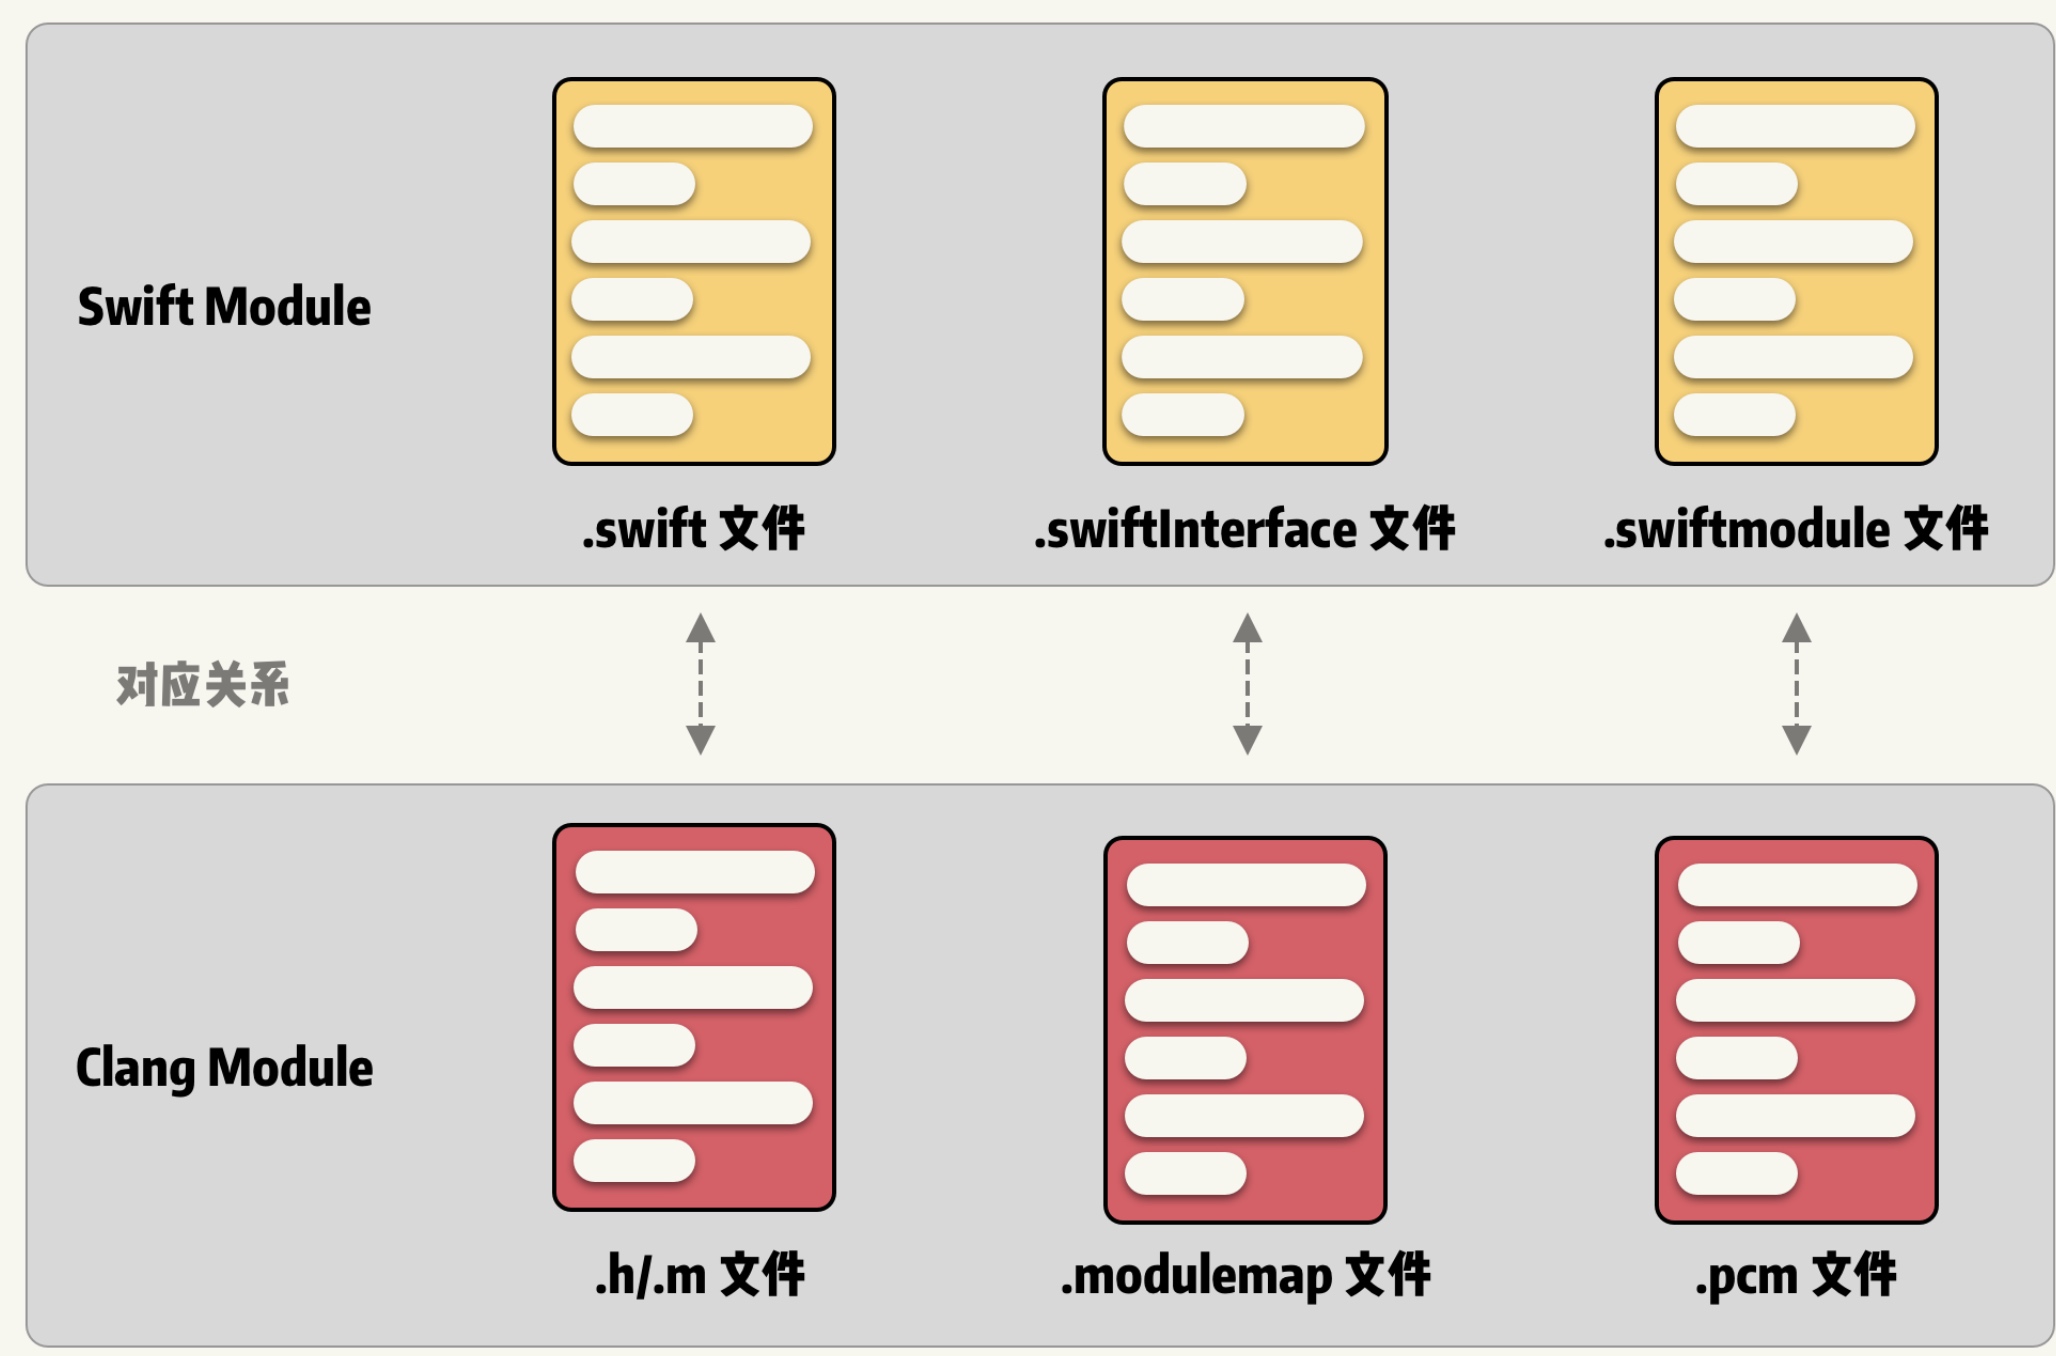 Swift Module
.swift 文件
.swiftInterface 文件
.swiftmodule 文件
对应关系
Clang Module
.h/.m 文件
.modulemap 文件
.pcm 文件